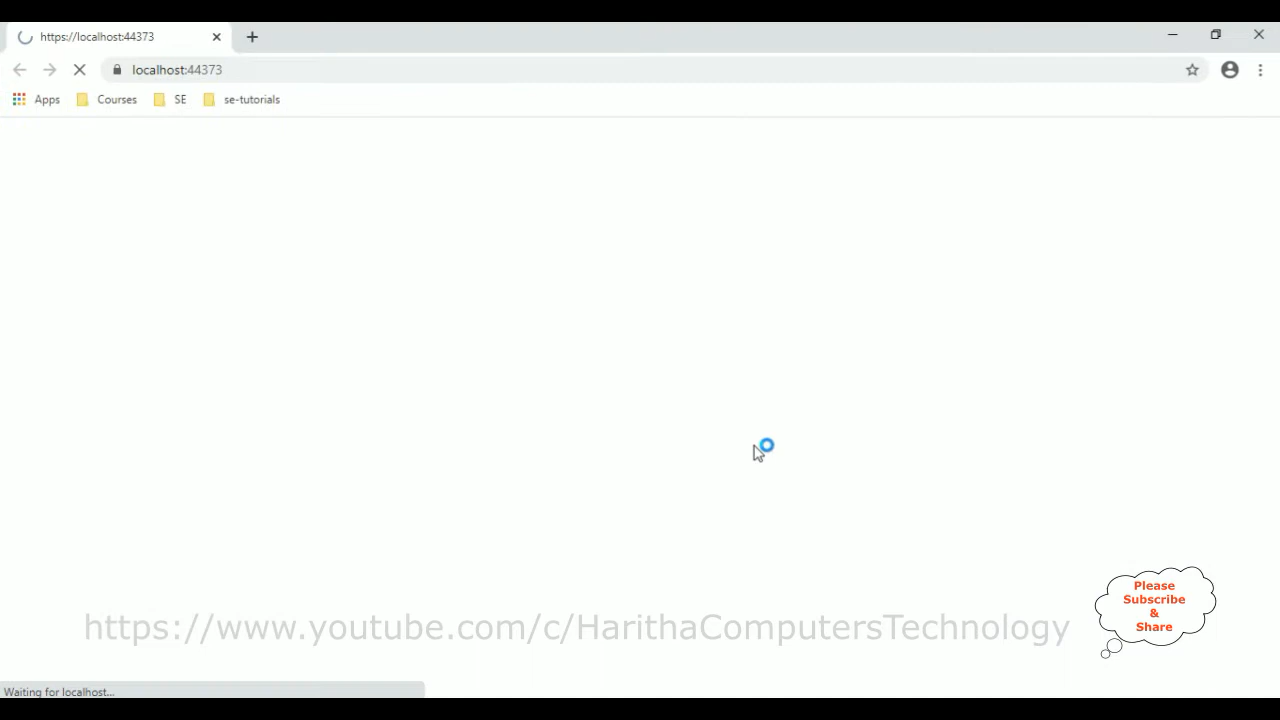 https://localhost:44373
localhost:44373
Apps
Courses
SE
se-tutorials
Please
Subscribe
&
Share
https://www.youtube.com/c/HarithaComputersTechnology
Waiting for localhost...